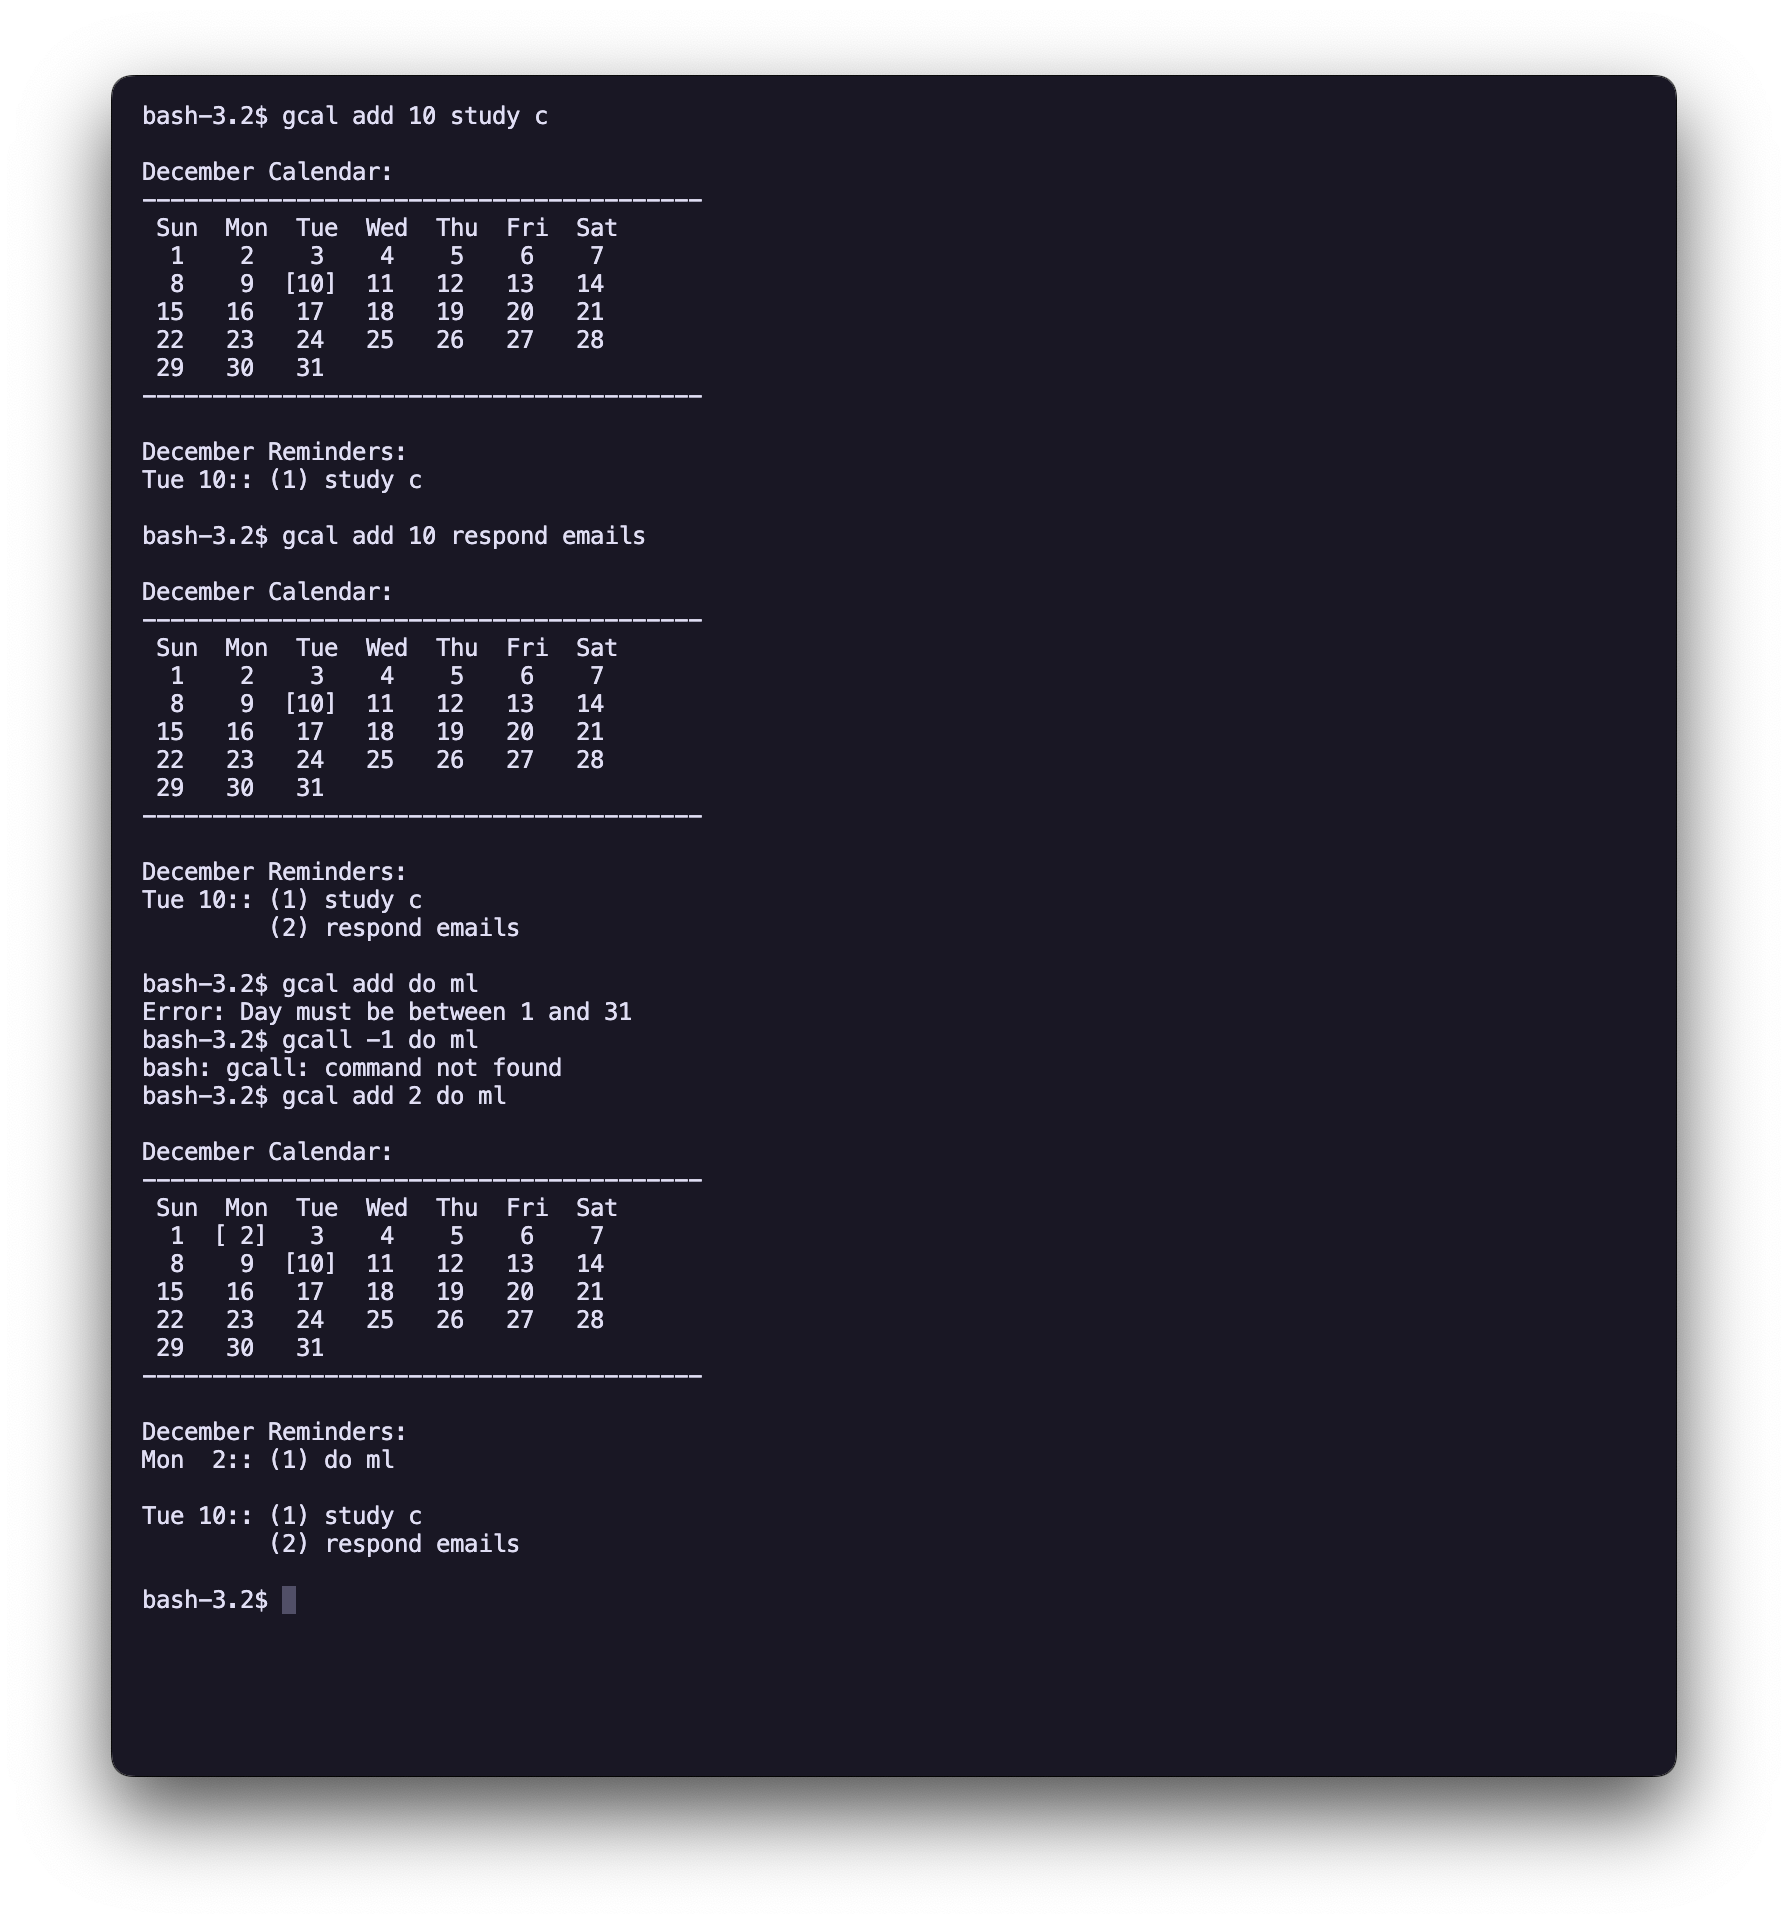 bash-3.2$ gcal add 10 study c
December Calendar:
----------------------------------------
 Sun  Mon  Tue  Wed  Thu  Fri  Sat
  1    2    3    4    5    6    7
  8    9  [10]  11   12   13   14
 15   16   17   18   19   20   21
 22   23   24   25   26   27   28
 29   30   31
----------------------------------------
December Reminders:
Tue 10:: (1) study c
bash-3.2$ gcal add 10 respond emails
December Calendar:
----------------------------------------
 Sun  Mon  Tue  Wed  Thu  Fri  Sat
  1    2    3    4    5    6    7
  8    9  [10]  11   12   13   14
 15   16   17   18   19   20   21
 22   23   24   25   26   27   28
 29   30   31
----------------------------------------
December Reminders:
Tue 10:: (1) study c
         (2) respond emails
bash-3.2$ gcal add do ml
Error: Day must be between 1 and 31
bash-3.2$ gcall -1 do ml
bash: gcall: command not found
bash-3.2$ gcal add 2 do ml
December Calendar:
----------------------------------------
 Sun  Mon  Tue  Wed  Thu  Fri  Sat
  1  [ 2]   3    4    5    6    7
  8    9  [10]  11   12   13   14
 15   16   17   18   19   20   21
 22   23   24   25   26   27   28
 29   30   31
----------------------------------------
December Reminders:
Mon  2:: (1) do ml
Tue 10:: (1) study c
         (2) respond emails
bash-3.2$